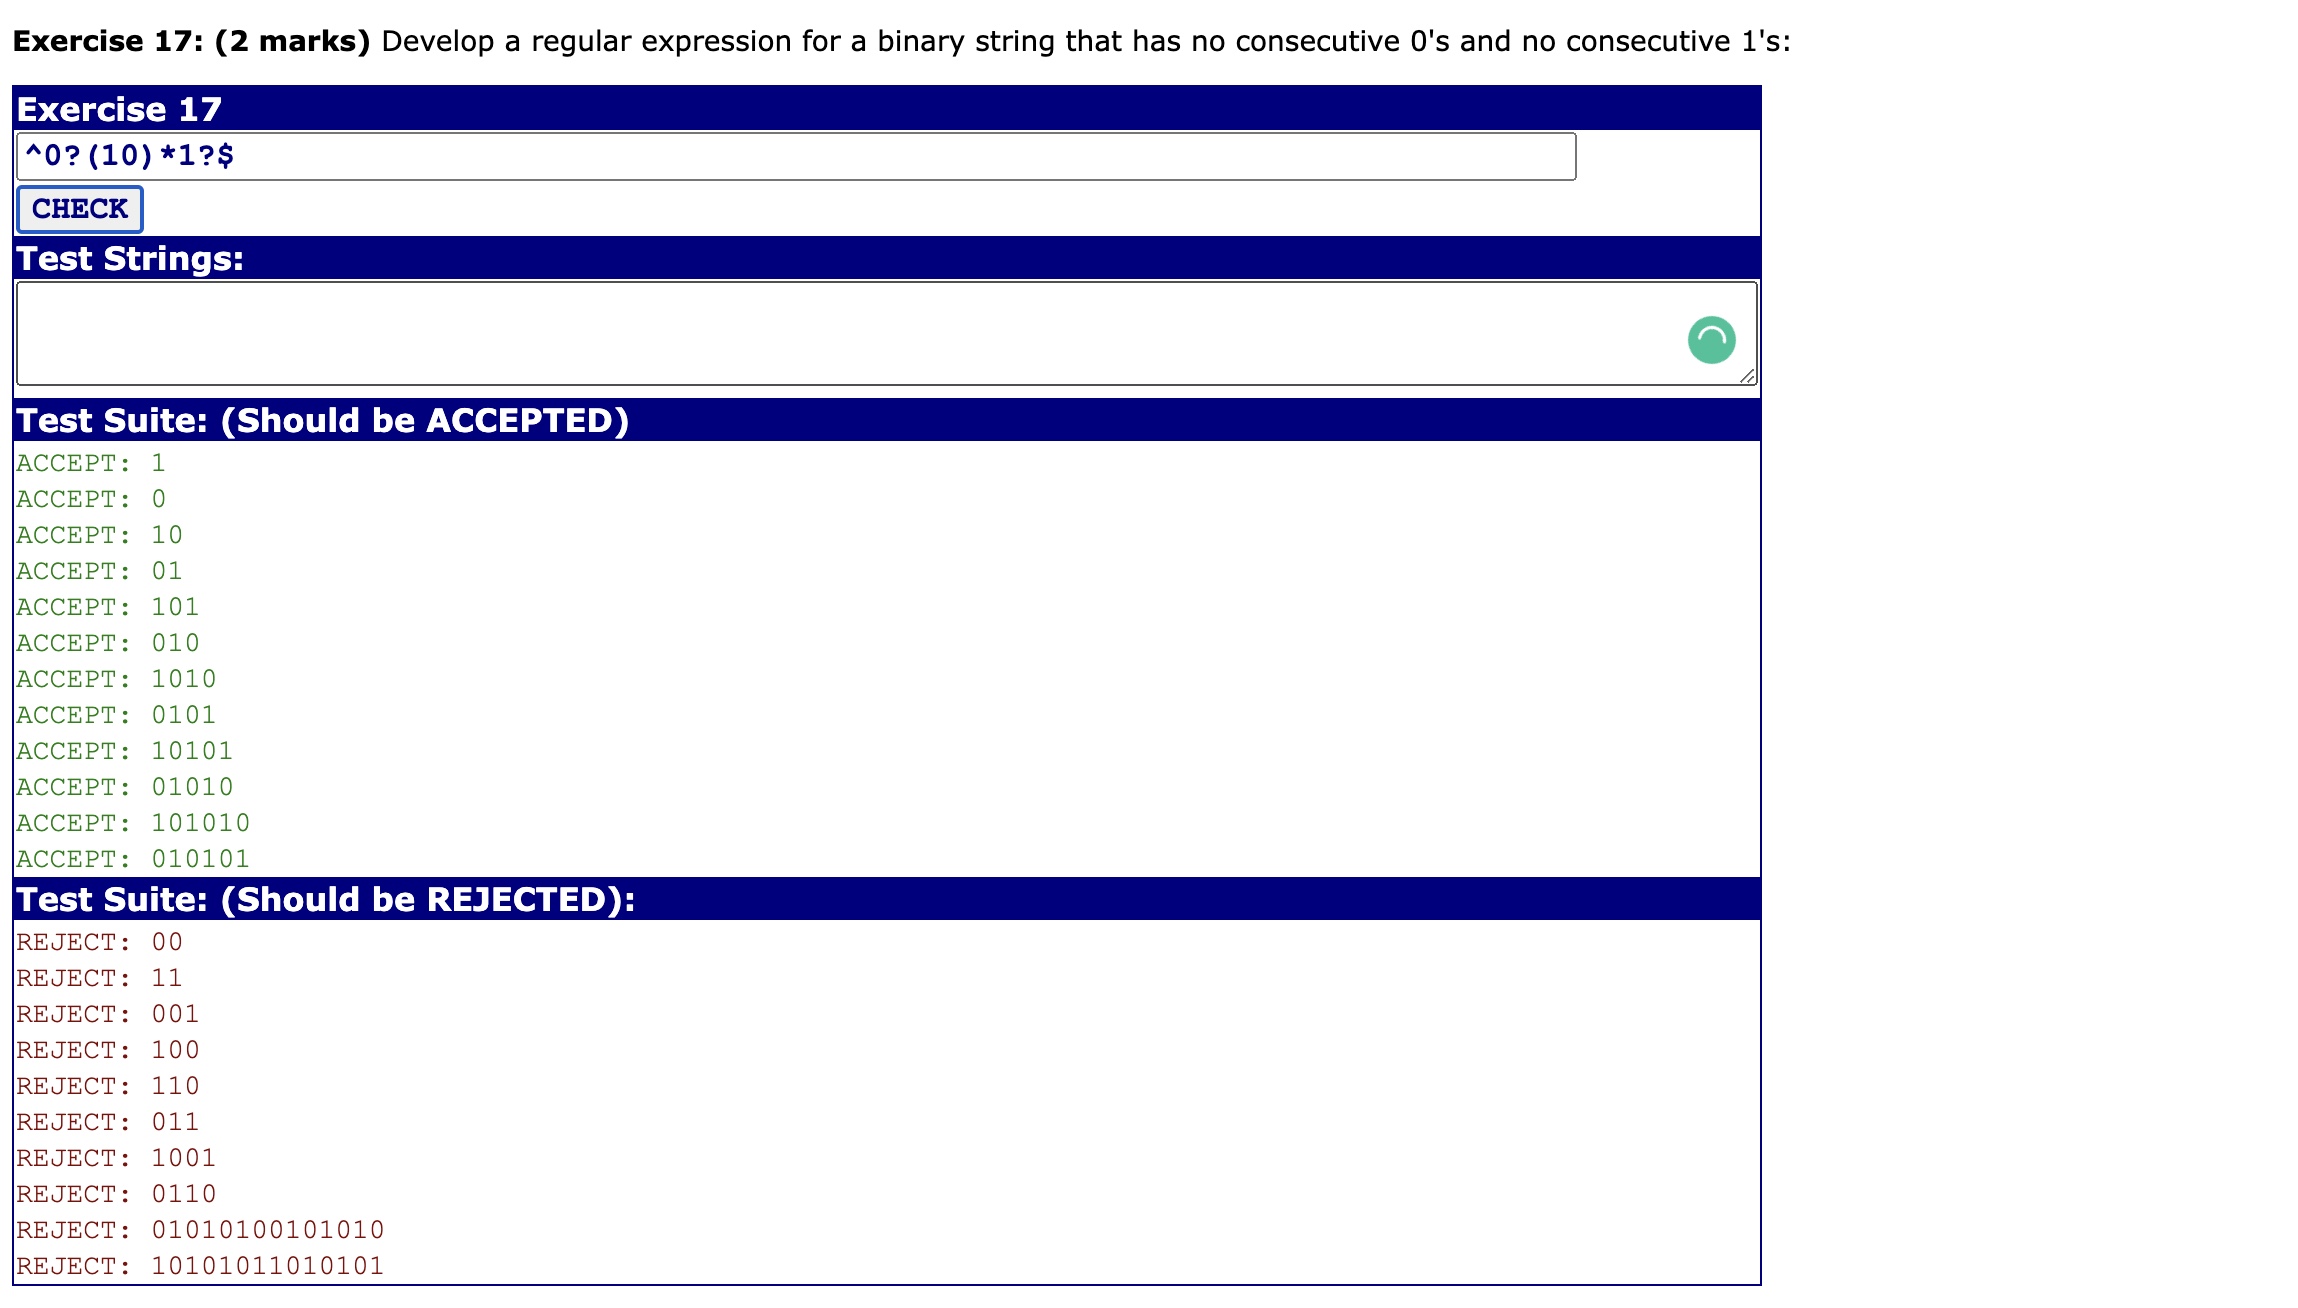 Exercise 17: (2 marks) Develop a regular expression for a binary string that has no consecutive 0's and no consecutive 1's:
Exercise 17
^0?(10)*1?$
CHECK
Test Strings:
Test Suite: (Should be ACCEPTED)
ACCEPT: 1
ACCEPT: 0
ACCEPT: 10
ACCEPT: 01
ACCEPT: 101
ACCEPT: 010
ACCEPT: 1010
ACCEPT: 0101
ACCEPT: 10101
ACCEPT: 01010
ACCEPT: 101010
ACCEPT: 010101
Test Suite: (Should be REJECTED):
REJECT: 00
REJECT: 11
REJECT: 001
REJECT: 100
REJECT: 110
REJECT: 011
REJECT: 1001
REJECT: 0110
REJECT: 01010100101010
REJECT: 10101011010101